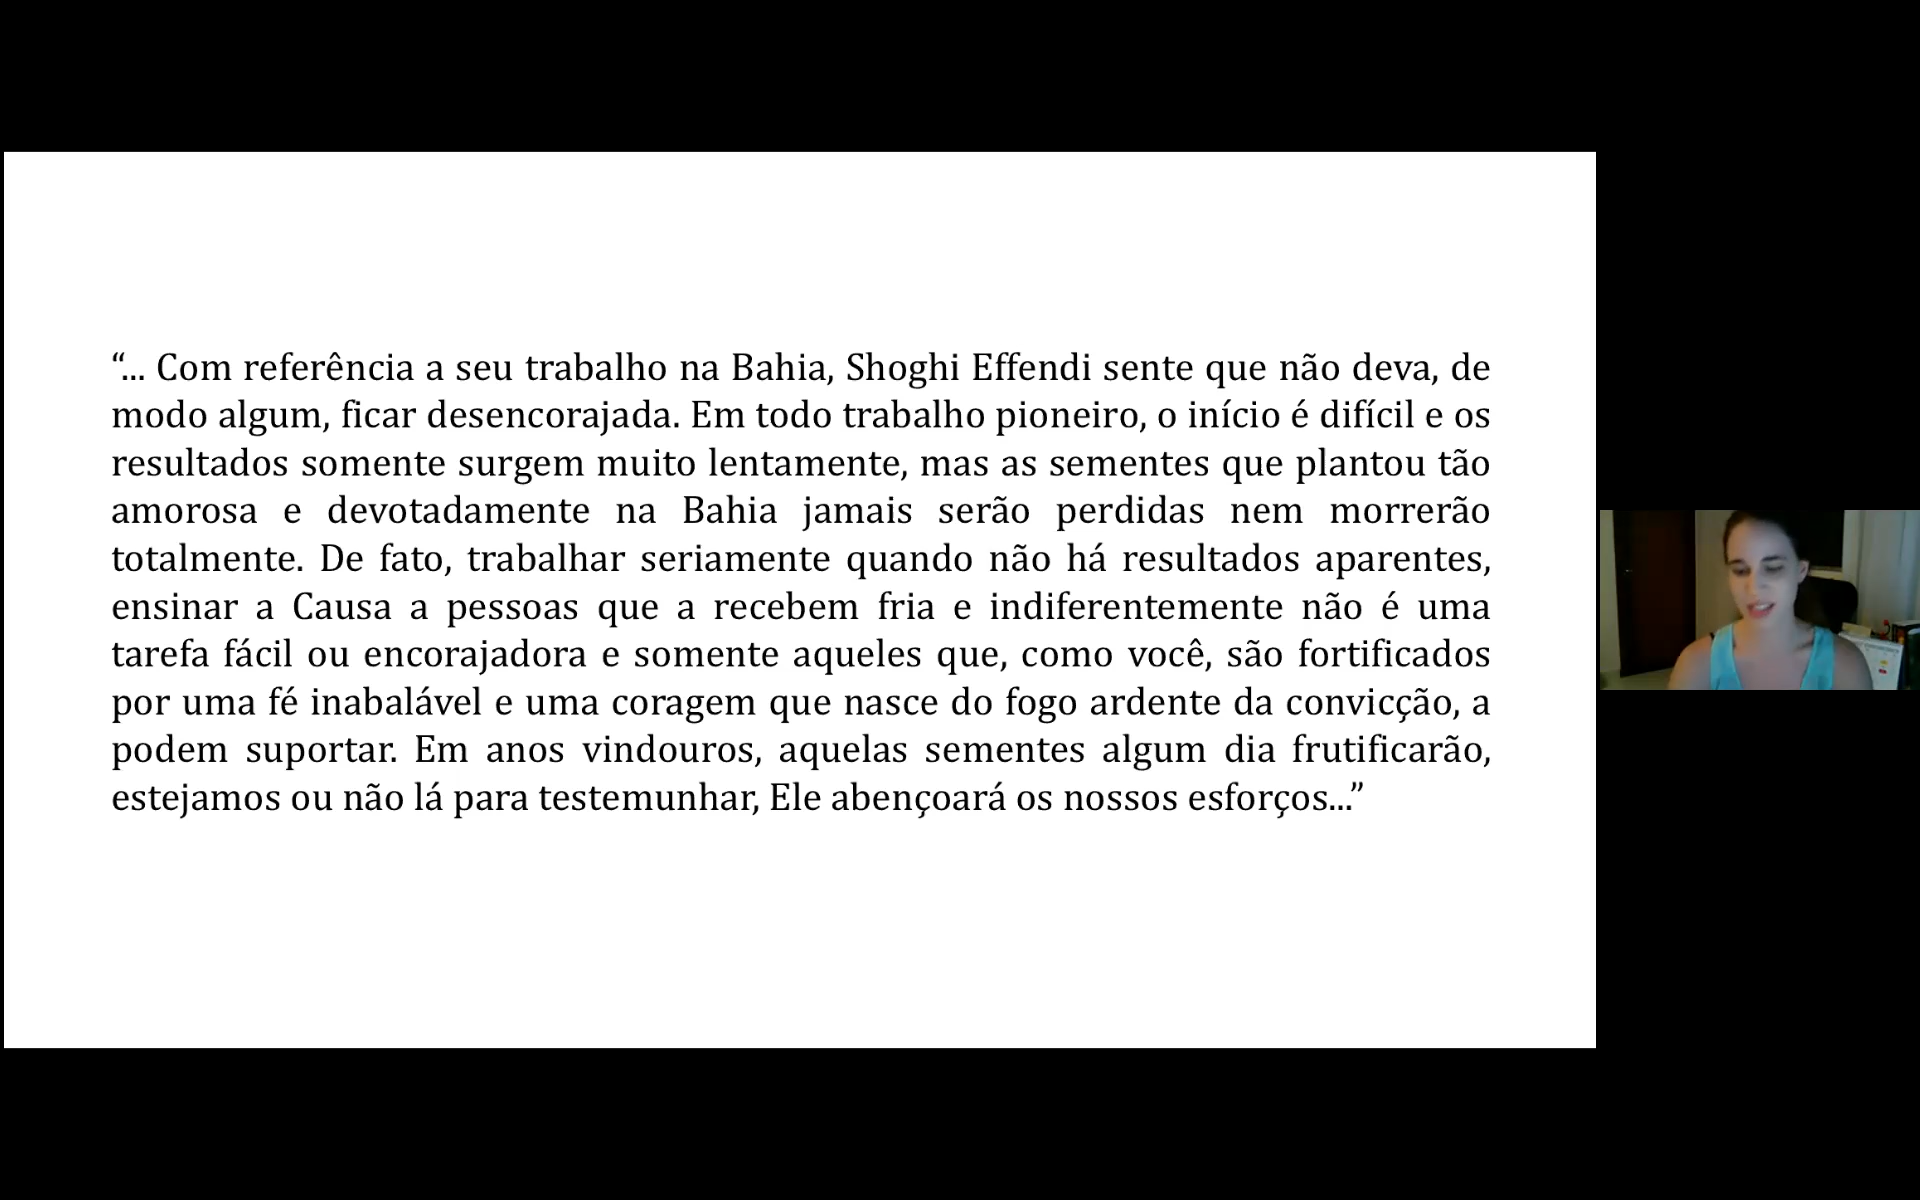 “... Com referência a seu trabalho na Bahia, Shoghi Effendi sente que não deva, de
modo algum, ficar desencorajada. Em todo trabalho pioneiro, o início é difícil e os
resultados somente surgem muito lentamente, mas as sementes que plantou tão
amorosa e devotadamente na Bahia jamais serão perdidas nem morrerão
totalmente. De fato, trabalhar seriamente quando não há resultados aparentes,
ensinar a Causa a pessoas que a recebem fria e indiferentemente não é uma
tarefa fácil ou encorajadora e somente aqueles que, como você, são fortificados
por uma fé inabalável e uma coragem que nasce do fogo ardente da convicção, a
podem suportar. Em anos vindouros, aquelas sementes algum dia frutificarão,
estejamos ou não lá para testemunhar, Ele abençoará os nossos esforços...”